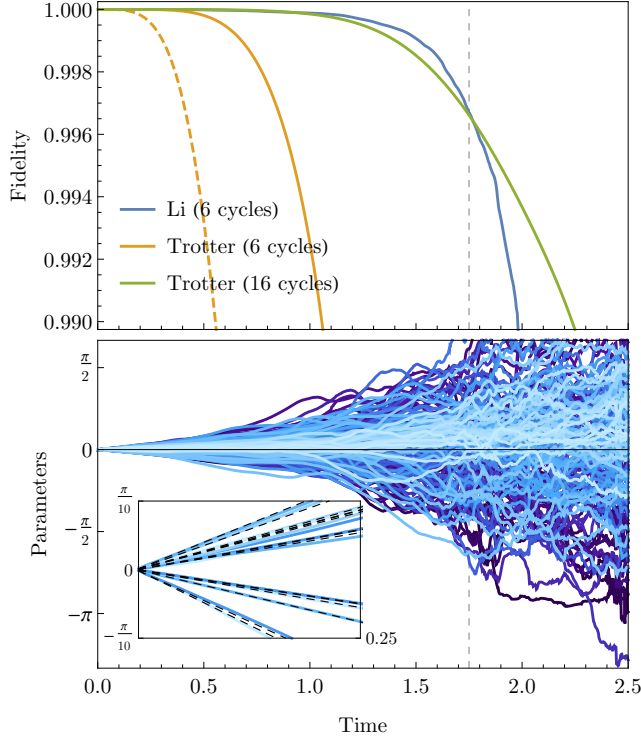 1.000
0.998
0.996
0.994
0.992
0.990
Fidelity
Li (6 cycles)
Trotter (6 cycles)
Trotter (16 cycles)
π/2
0
−π/2
−π
Parameters
π/10
0
−π/10
0.25
0.0 0.5 1.0 1.5 2.0 2.5
Time